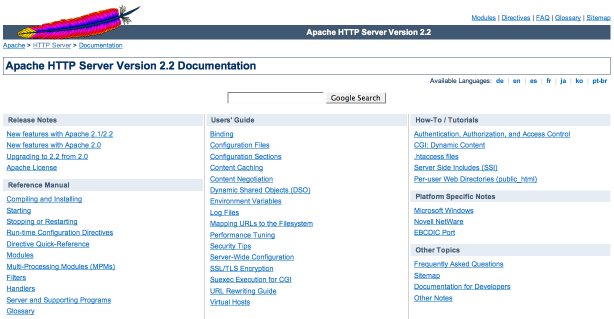 Modules | Directives | FAQ | Glossary | Sitemap
Apache HTTP Server Version 2.2
Apache > HTTP Server > Documentation
Apache HTTP Server Version 2.2 Documentation
Available Languages: de | en | es | fr | ja | ko | pt-br
Google Search
Release Notes
New features with Apache 2.1/2.2
New features with Apache 2.0
Upgrading to 2.2 from 2.0
Apache License
Reference Manual
Compiling and Installing
Starting
Stopping or Restarting
Run-time Configuration Directives
Directive Quick-Reference
Modules
Multi-Processing Modules (MPMs)
Filters
Handlers
Server and Supporting Programs
Glossary
Users' Guide
Binding
Configuration Files
Configuration Sections
Content Caching
Content Negotiation
Dynamic Shared Objects (DSO)
Environment Variables
Log Files
Mapping URLs to the Filesystem
Performance Tuning
Security Tips
Server-Wide Configuration
SSL/TLS Encryption
Suexec Execution for CGI
URL Rewriting Guide
Virtual Hosts
How-To / Tutorials
Authentication, Authorization, and Access Control
CGI: Dynamic Content
.htaccess files
Server Side Includes (SSI)
Per-user Web Directories (public_html)
Platform Specific Notes
Microsoft Windows
Novell NetWare
EBCDIC Port
Other Topics
Frequently Asked Questions
Sitemap
Documentation for Developers
Other Notes